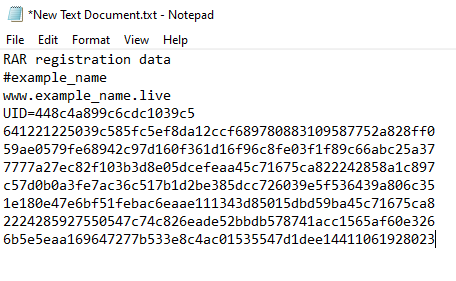 *New Text Document.txt - Notepad
File Edit Format View Help
RAR registration data
#example_name
www.example_name.live
UID=448c4a899c6cdc1039c5
641221225039c585fc5ef8da12ccf689780883109587752a828ff0
59ae0579fe68942c97d160f361d16f96c8fe03f1f89c66abc25a37
7777a27ec82f103b3d8e05dcefeaa45c71675ca822242858a1c897
c57d0b0a3fe7ac36c517b1d2be385dcc726039e5f536439a806c35
1e180e47e6bf51febac6eaae111343d85015dbd59ba45c71675ca8
2224285927550547c74c826eade52bbdb578741acc1565af60e326
6b5e5eaa169647277b533e8c4ac01535547d1dee14411061928023